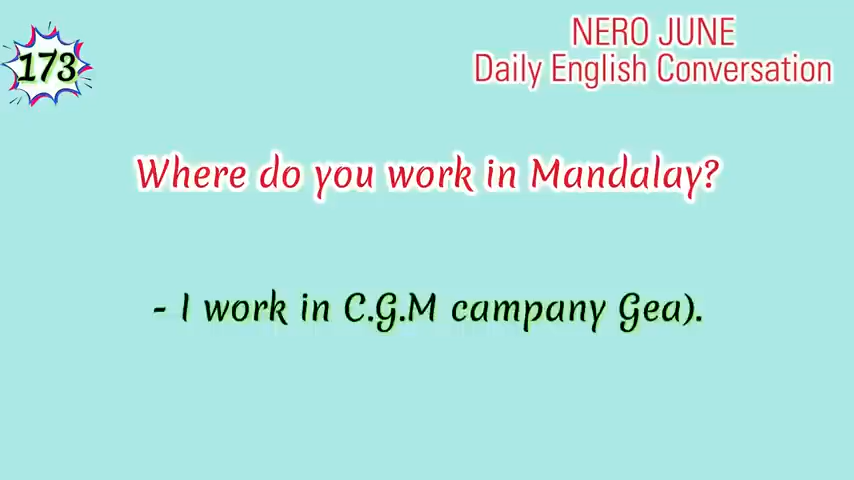 173
NERO JUNE
Daily English Conversation
Where do you work in Mandalay?
- I work in C.G.M campany Gea).